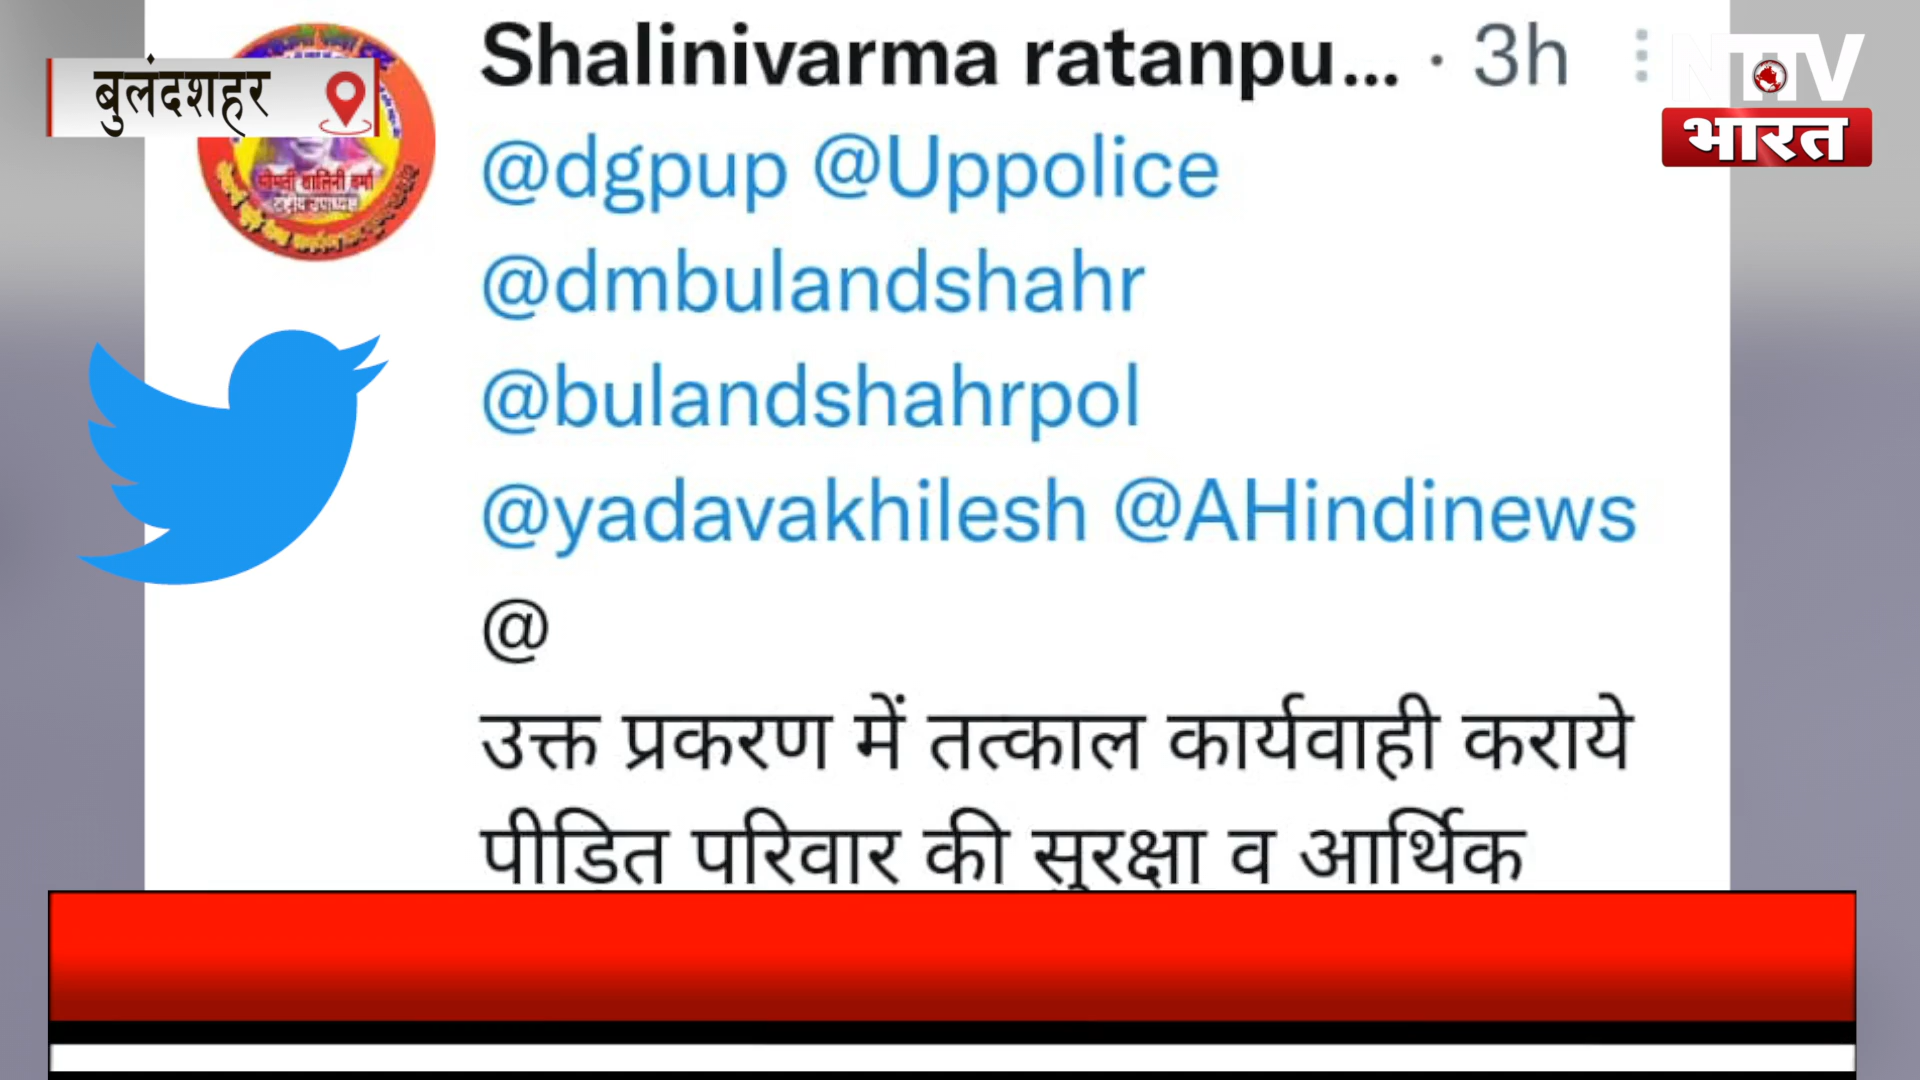 Shalinivarma ratanpu... · 3h
बुलंदशहर
NTTV
भारत
@dgpup @Uppolice
@dmbulandshahr
@bulandshahrpol
@yadavakhilesh @AHindinews
@
उक्त प्रकरण में तत्काल कार्यवाही कराये
पीडित परिवार की सुरक्षा व आर्थिक